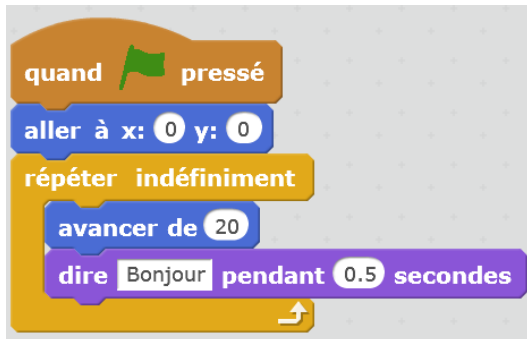 quand pressé
aller à x: 0 y: 0
répéter indéfiniment
avancer de 20
dire Bonjour pendant 0.5 secondes